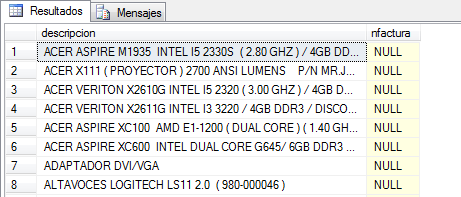 Resultados Mensajes
descripcion nfactura
1 ACER ASPIRE M1935 INTEL I5 2330S ( 2.80 GHZ ) / 4GB DD... NULL
2 ACER X111 ( PROYECTOR ) 2700 ANSI LUMENS P/N MR.J... NULL
3 ACER VERITON X2610G INTEL I5 2320 ( 3.00 GHZ ) / 4GB D... NULL
4 ACER VERITON X2611G INTEL I3 3220 / 4GB DDR3 / DISCO... NULL
5 ACER ASPIRE XC100 AMD E1-1200 ( DUAL CORE ) ( 1.40 GH... NULL
6 ACER ASPIRE XC600 INTEL DUAL CORE G645/ 6GB DDR3 ... NULL
7 ADAPTADOR DVI/VGA NULL
8 ALTAVOCES LOGITECH LS11 2.0 ( 980-000046 ) NULL